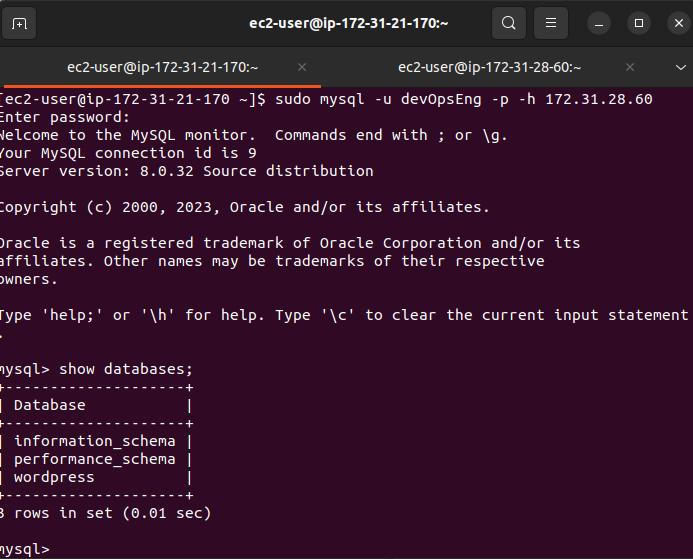 ec2-user@ip-172-31-21-170:~
ec2-user@ip-172-31-21-170:~ × ec2-user@ip-172-31-28-60:~ ×
[ec2-user@ip-172-31-21-170 ~]$ sudo mysql -u devOpsEng -p -h 172.31.28.60
Enter password:
Welcome to the MySQL monitor.  Commands end with ; or \g.
Your MySQL connection id is 9
Server version: 8.0.32 Source distribution

Copyright (c) 2000, 2023, Oracle and/or its affiliates.

Oracle is a registered trademark of Oracle Corporation and/or its
affiliates. Other names may be trademarks of their respective
owners.

Type 'help;' or '\h' for help. Type '\c' to clear the current input statement
.

mysql> show databases;
+--------------------+
| Database           |
+--------------------+
| information_schema |
| performance_schema |
| wordpress          |
+--------------------+
3 rows in set (0.01 sec)

mysql>